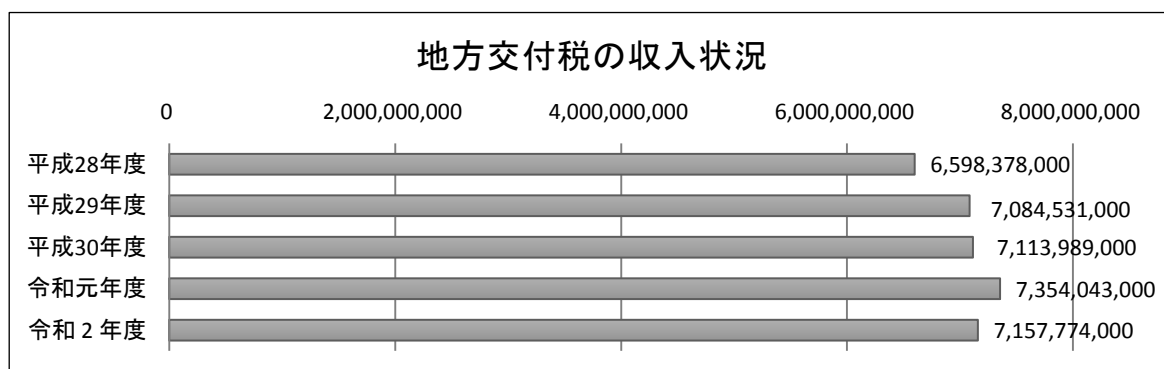 地方交付税の収入状況
0 2,000,000,000 4,000,000,000 6,000,000,000 8,000,000,000
平成28年度 6,598,378,000
平成29年度 7,084,531,000
平成30年度 7,113,989,000
令和元年度 7,354,043,000
令和２年度 7,157,774,000